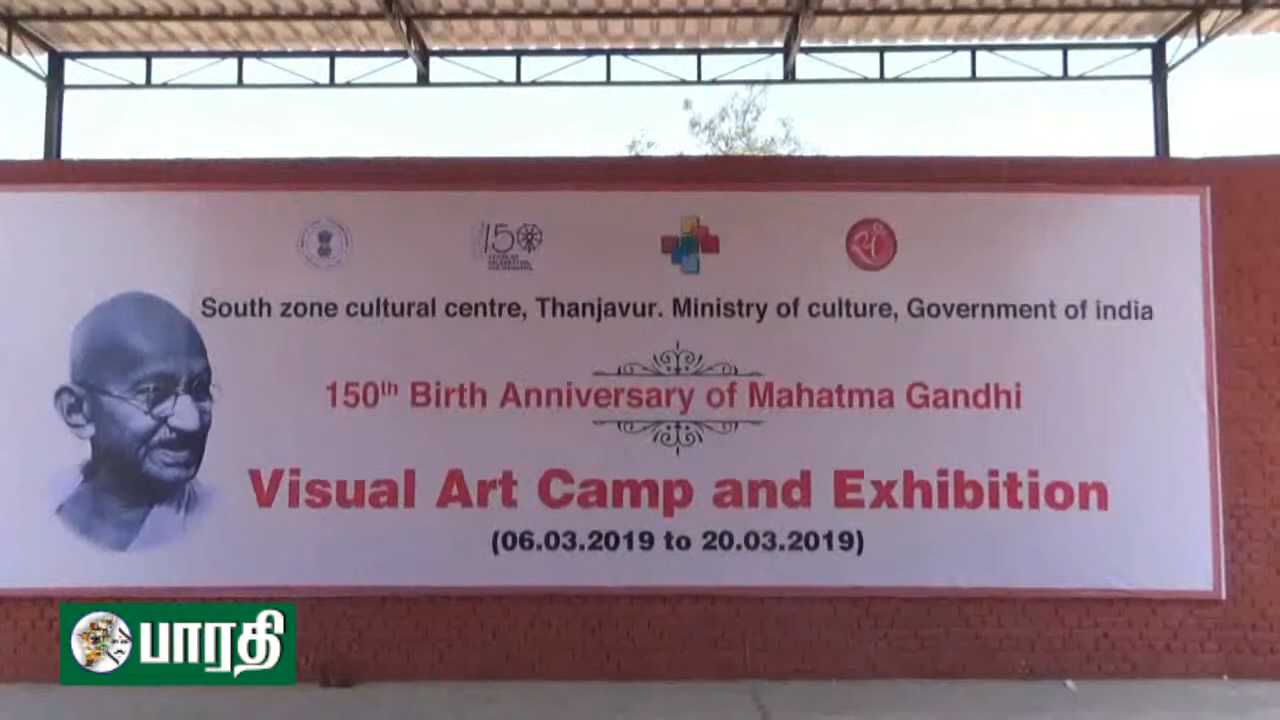 150
South zone cultural centre, Thanjavur. Ministry of culture, Government of india
150th Birth Anniversary of Mahatma Gandhi
Visual Art Camp and Exhibition
(06.03.2019 to 20.03.2019)
பாரதி